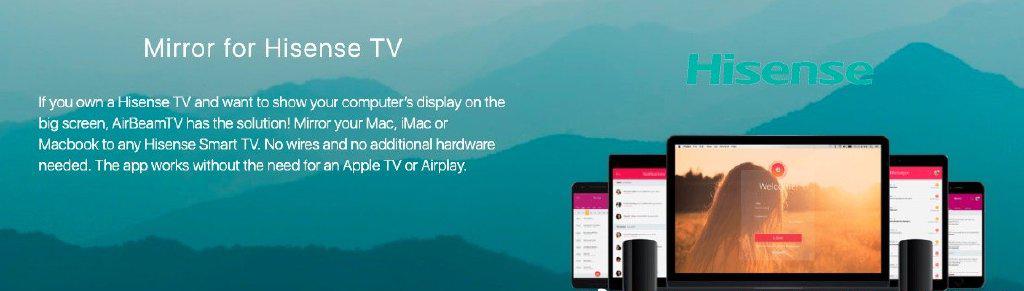 Mirror for Hisense TV
Hisense
If you own a Hisense TV and want to show your computer's display on the
big screen, AirBeamTV has the solution! Mirror your Mac, iMac or
Macbook to any Hisense Smart TV. No wires and no additional hardware
needed. The app works without the need for an Apple TV or Airplay.
Notifications
Welcome!